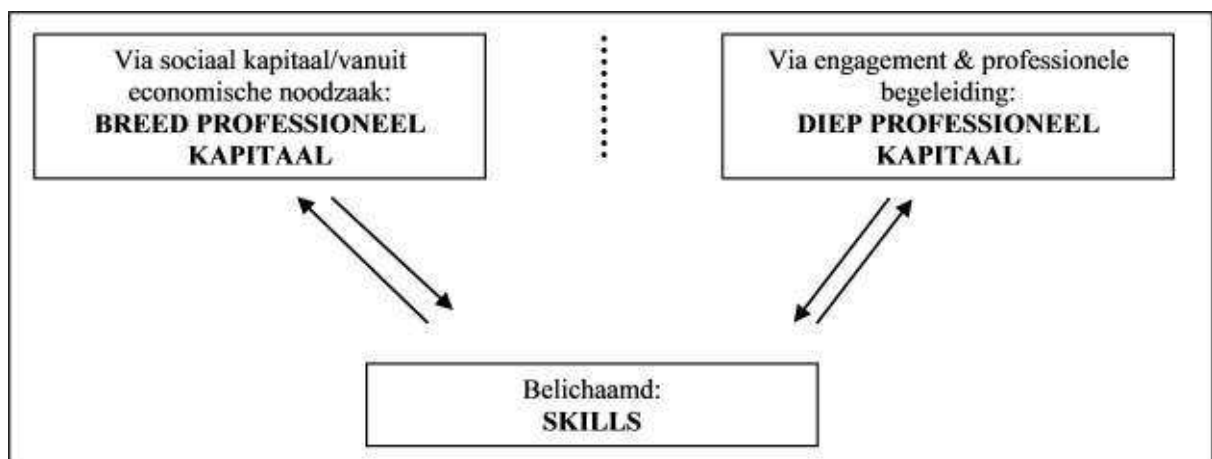 Via sociaal kapitaal/vanuit
economische noodzaak:
BREED PROFESSIONEEL
KAPITAAL
Via engagement & professionele
begeleiding:
DIEP PROFESSIONEEL
KAPITAAL
Belichaamd:
SKILLS